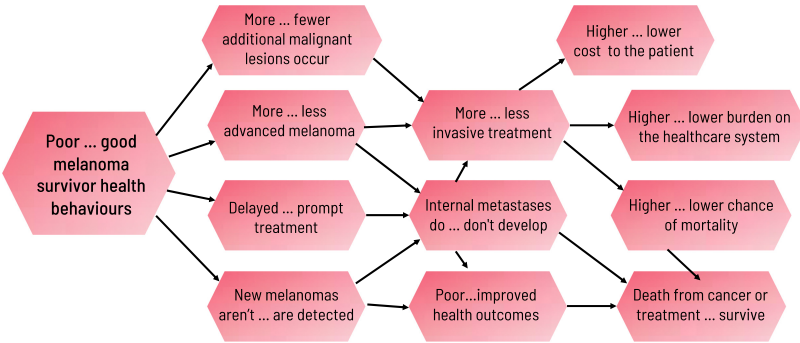 Poor ... good
melanoma
survivor health
behaviours
More ... fewer
additional malignant
lesions occur
More ... less
advanced melanoma
Delayed ... prompt
treatment
New melanomas
aren't ... are detected
More ... less
invasive treatment
Internal metastases
do ... don't develop
Poor...improved
health outcomes
Higher ... lower
cost to the patient
Higher ... lower burden on
the healthcare system
Higher ... lower chance
of mortality
Death from cancer or
treatment ... survive